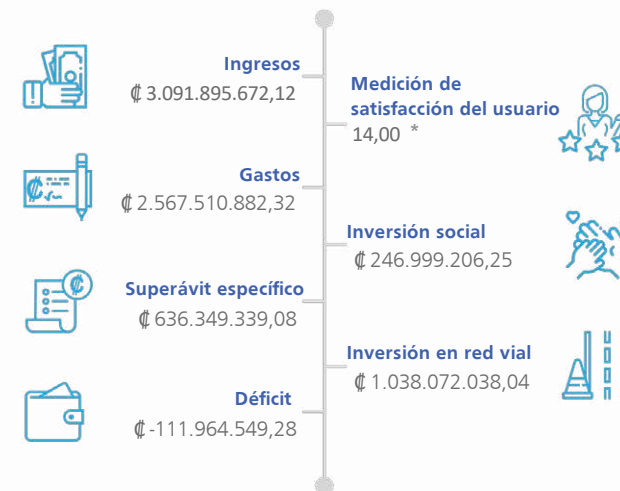 Ingresos
₡ 3.091.895.672,12
Medición de
satisfacción del usuario
14,00 *
Gastos
₡ 2.567.510.882,32
Inversión social
₡ 246.999.206,25
Superávit específico
₡ 636.349.339,08
Inversión en red vial
₡ 1.038.072.038,04
Déficit
₡ -111.964.549,28